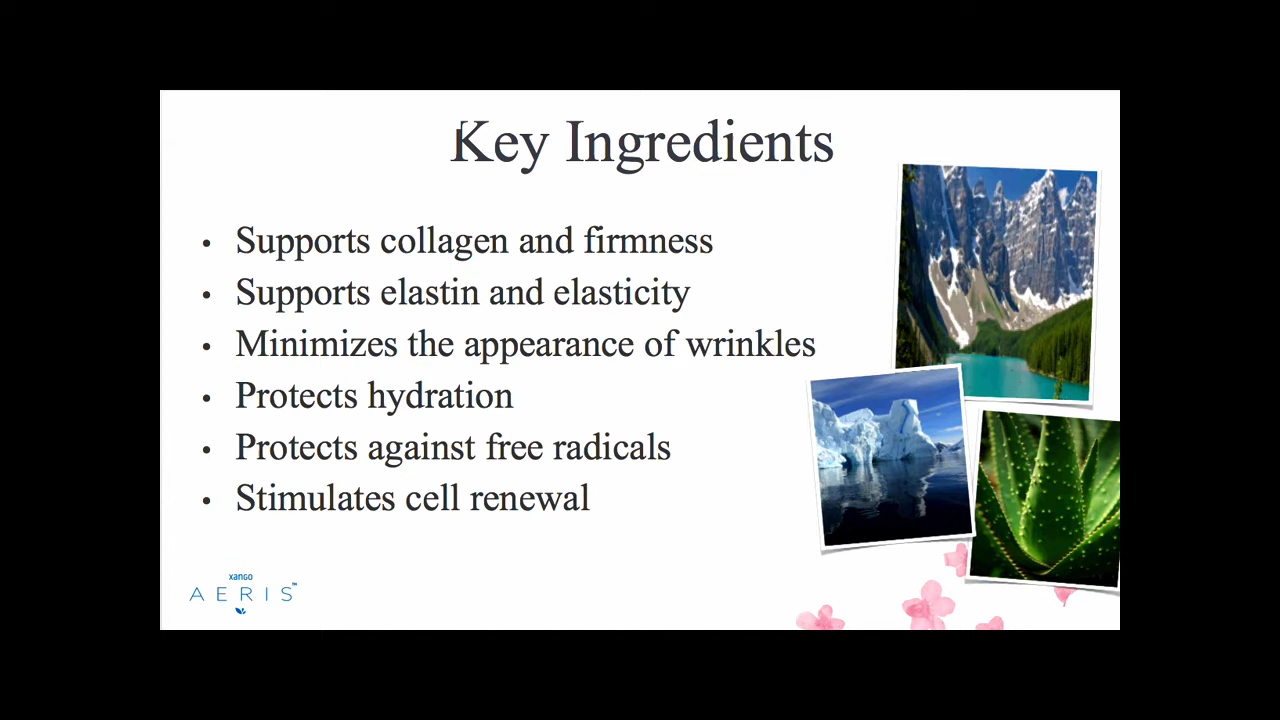 Key Ingredients
• Supports collagen and firmness
• Supports elastin and elasticity
• Minimizes the appearance of wrinkles
• Protects hydration
• Protects against free radicals
• Stimulates cell renewal
xango
AERIS™